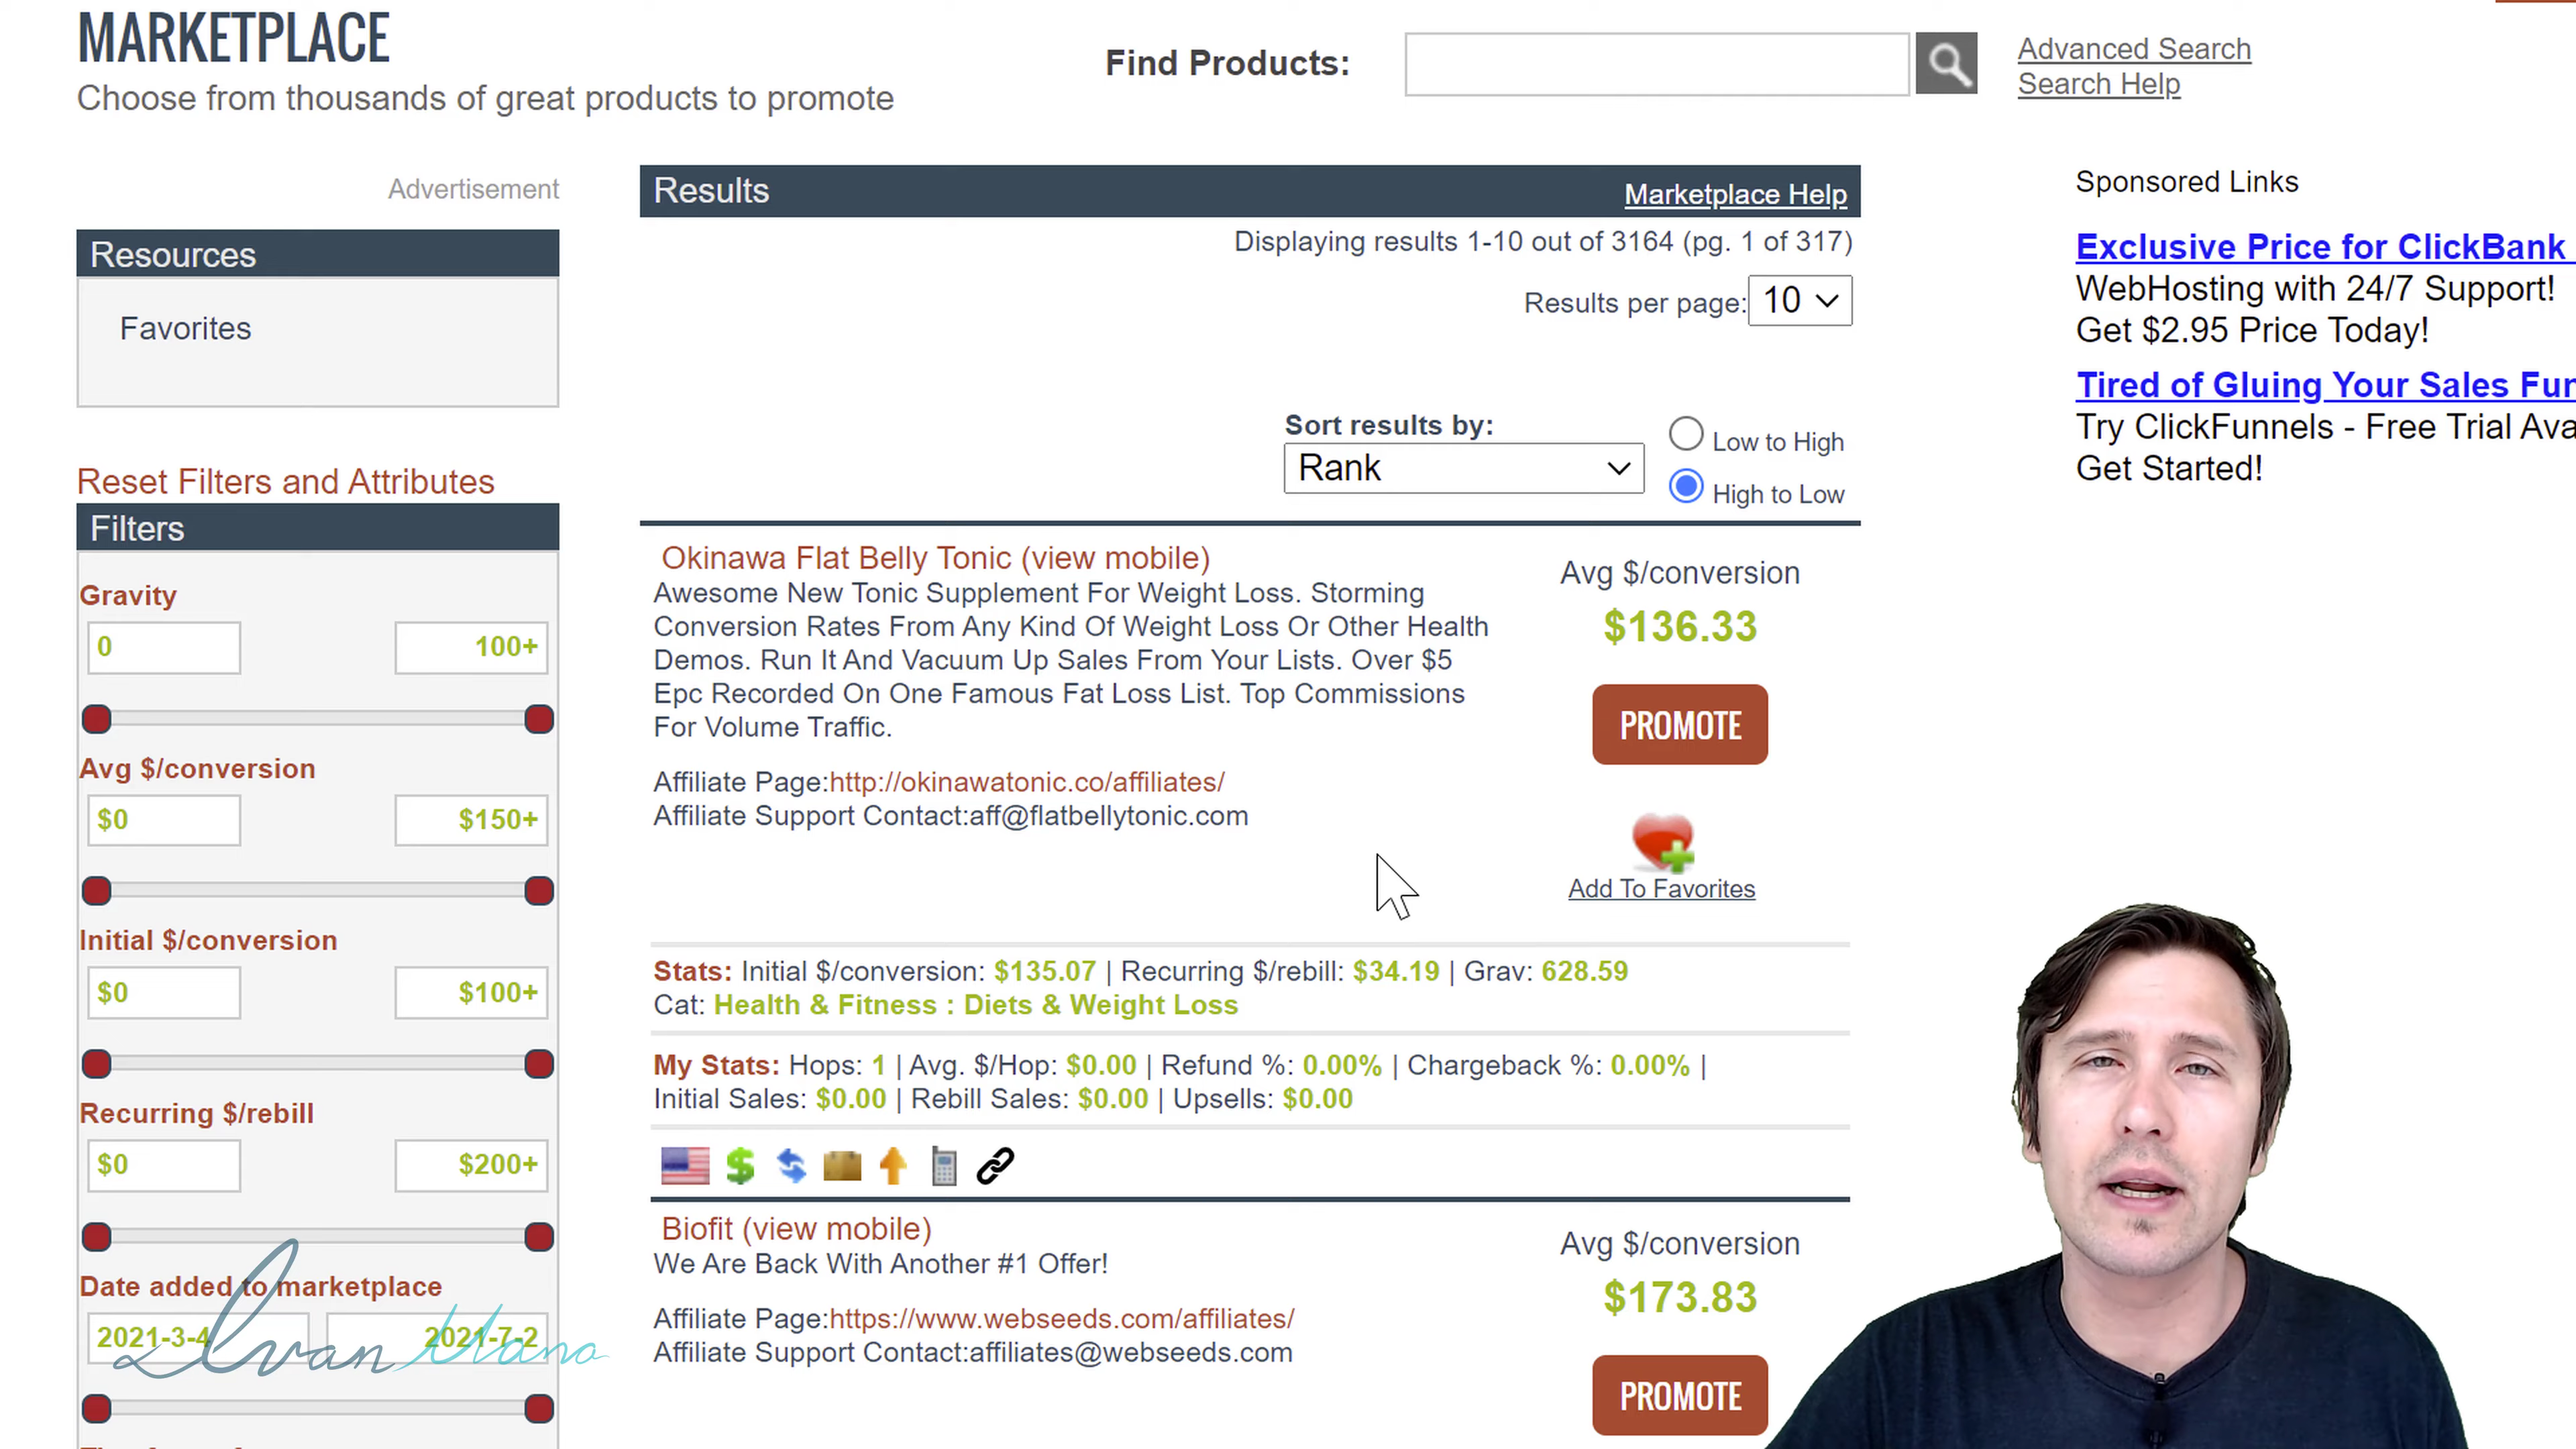 MARKETPLACE
Choose from thousands of great products to promote
Find Products:
Advanced Search
Search Help
Advertisement
Resources
Favorites
Reset Filters and Attributes
Filters
Gravity
0 100+
Avg $/conversion
$0 $150+
Initial $/conversion
$0 $100+
Recurring $/rebill
$0 $200+
Date added to marketplace
2021-3-4 2021-7-2
Ivan Mana
Results Marketplace Help
Displaying results 1-10 out of 3164 (pg. 1 of 317)
Results per page: 10
Sort results by:
Rank
Low to High
High to Low
Okinawa Flat Belly Tonic (view mobile)
Awesome New Tonic Supplement For Weight Loss. Storming
Conversion Rates From Any Kind Of Weight Loss Or Other Health
Demos. Run It And Vacuum Up Sales From Your Lists. Over $5
Epc Recorded On One Famous Fat Loss List. Top Commissions
For Volume Traffic.
Affiliate Page:http://okinawatonic.co/affiliates/
Affiliate Support Contact:aff@flatbellytonic.com
Avg $/conversion
$136.33
PROMOTE
Add To Favorites
Stats: Initial $/conversion: $135.07 | Recurring $/rebill: $34.19 | Grav: 628.59
Cat: Health & Fitness : Diets & Weight Loss
My Stats: Hops: 1 | Avg. $/Hop: $0.00 | Refund %: 0.00% | Chargeback %: 0.00% |
Initial Sales: $0.00 | Rebill Sales: $0.00 | Upsells: $0.00
Biofit (view mobile)
We Are Back With Another #1 Offer!
Affiliate Page:https://www.webseeds.com/affiliates/
Affiliate Support Contact:affiliates@webseeds.com
Avg $/conversion
$173.83
PROMOTE
Sponsored Links
Exclusive Price for ClickBank
WebHosting with 24/7 Support!
Get $2.95 Price Today!
Tired of Gluing Your Sales Fun
Try ClickFunnels - Free Trial Ava
Get Started!